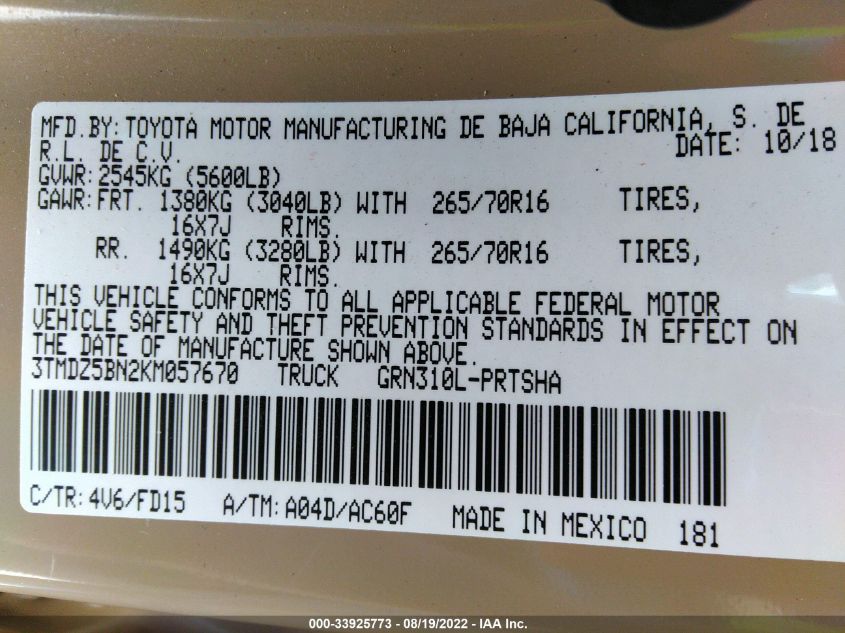 MFD.BY:TOYOTA MOTOR MANUFACTURING DE BAJA CALIFORNIA, S. DE
R.L. DE C.V. DATE: 10/18
GVWR:2545KG (5600LB)
GAWR:FRT. 1380KG (3040LB) WITH 265/70R16 TIRES,
16X7J RIMS.
RR. 1490KG (3280LB) WITH 265/70R16 TIRES,
16X7J RIMS.
THIS VEHICLE CONFORMS TO ALL APPLICABLE FEDERAL MOTOR
VEHICLE SAFETY AND THEFT PREVENTION STANDARDS IN EFFECT ON
THE DATE OF MANUFACTURE SHOWN ABOVE.
3TMDZ5BN2KM057670 TRUCK GRN310L-PRTSHA
C/TR:4V6/FD15 A/TM:A04D/AC60F MADE IN MEXICO 181
000-33925773 - 08/19/2022 - IAA Inc.